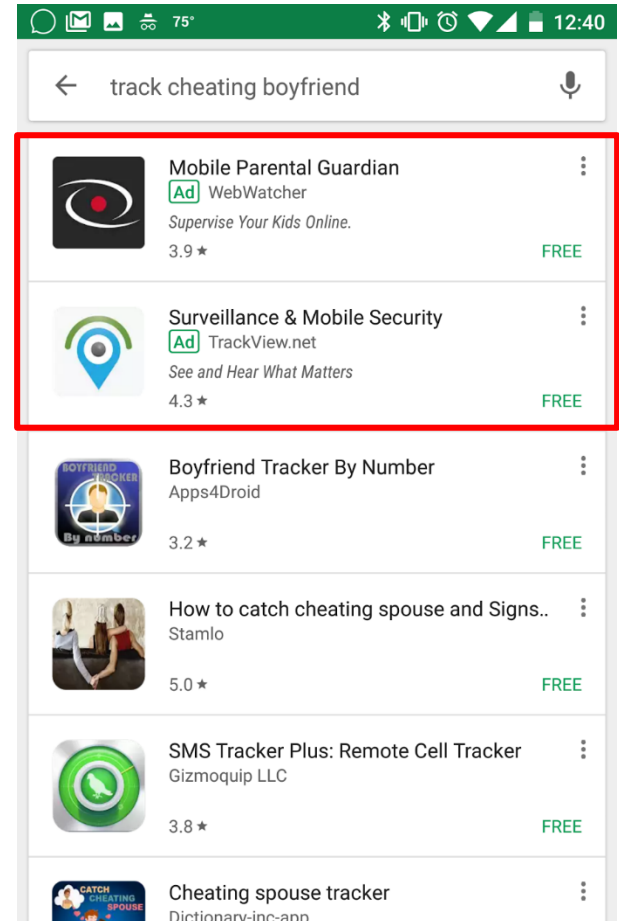 75°
12:40
track cheating boyfriend
Mobile Parental Guardian
Ad WebWatcher
Supervise Your Kids Online.
3.9 ★
FREE
Surveillance & Mobile Security
Ad TrackView.net
See and Hear What Matters
4.3 ★
FREE
BOYFRIEND
TRACKER
By number
Boyfriend Tracker By Number
Apps4Droid
3.2 ★
FREE
How to catch cheating spouse and Signs..
Stamlo
5.0 ★
FREE
SMS Tracker Plus: Remote Cell Tracker
Gizmoquip LLC
3.8 ★
FREE
CATCH
CHEATING
SPOUSE
Cheating spouse tracker
Dictionary-inc-app